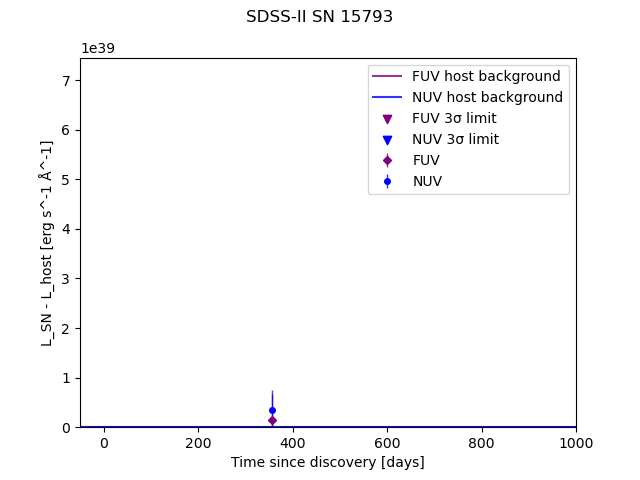 SDSS-II SN 15793
1e39
7
6
5
4
3
2
1
0
L_SN - L_host [erg s^-1 Å^-1]
FUV host background
NUV host background
FUV 3σ limit
NUV 3σ limit
FUV
NUV
0 200 400 600 800 1000
Time since discovery [days]